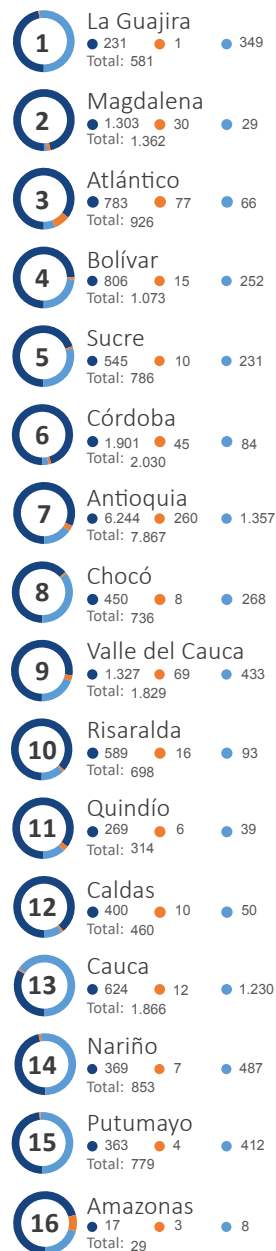 1
La Guajira
231 1 349
Total: 581
2
Magdalena
1.303 30 29
Total: 1.362
3
Atlántico
783 77 66
Total: 926
4
Bolívar
806 15 252
Total: 1.073
5
Sucre
545 10 231
Total: 786
6
Córdoba
1.901 45 84
Total: 2.030
7
Antioquia
6.244 260 1.357
Total: 7.867
8
Chocó
450 8 268
Total: 736
9
Valle del Cauca
1.327 69 433
Total: 1.829
10
Risaralda
589 16 93
Total: 698
11
Quindío
269 6 39
Total: 314
12
Caldas
400 10 50
Total: 460
13
Cauca
624 12 1.230
Total: 1.866
14
Nariño
369 7 487
Total: 853
15
Putumayo
363 4 412
Total: 779
16
Amazonas
17 3 8
Total: 29